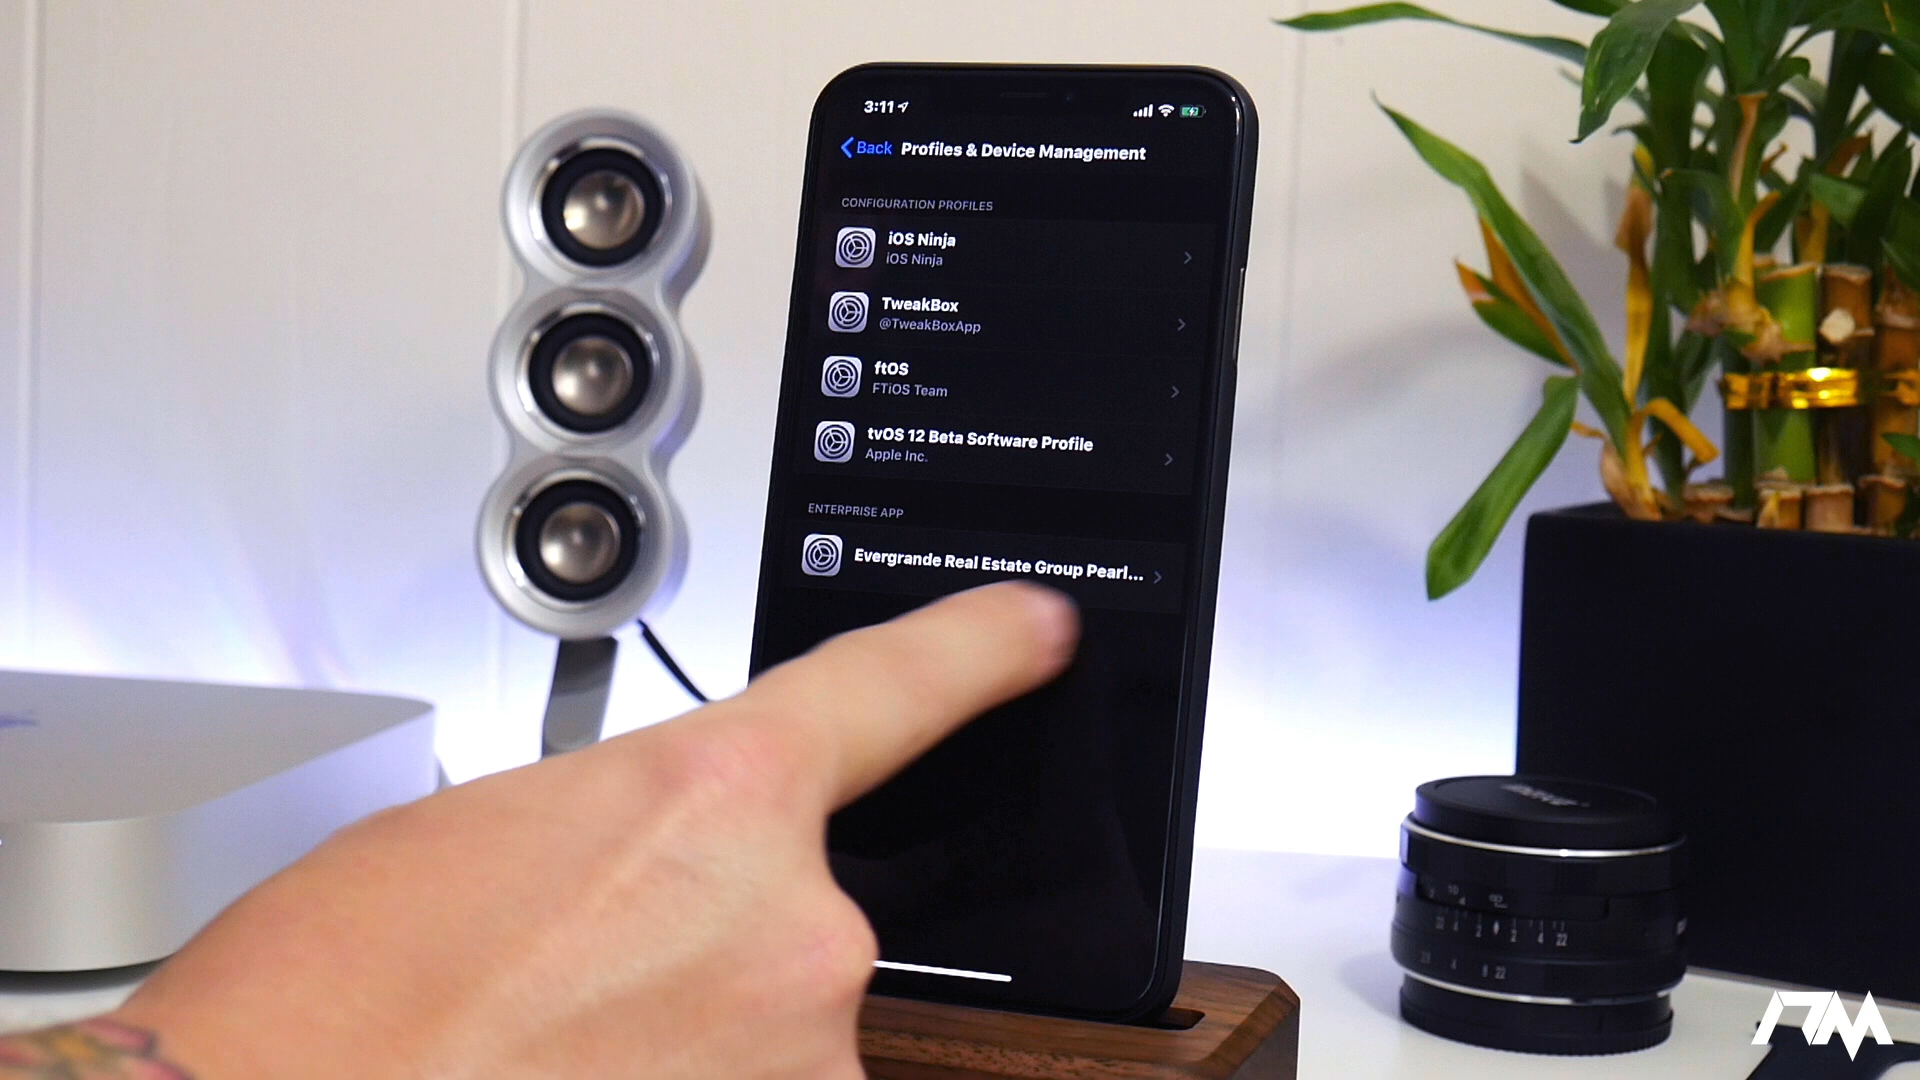 3:11
Back Profiles & Device Management
CONFIGURATION PROFILES
iOS Ninja
iOS Ninja
TweakBox
@TweakBoxApp
ftOS
FTiOS Team
tvOS 12 Beta Software Profile
Apple Inc.
ENTERPRISE APP
Evergrande Real Estate Group Pearl...